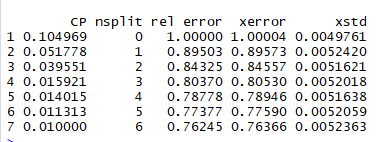 CP nsplit rel error xerror xstd
1 0.104969 0 1.00000 1.00004 0.0049761
2 0.051778 1 0.89503 0.89573 0.0052420
3 0.039551 2 0.84325 0.84557 0.0051621
4 0.015921 3 0.80370 0.80530 0.0052018
5 0.014015 4 0.78778 0.78946 0.0051638
6 0.011313 5 0.77377 0.77590 0.0052059
7 0.010000 6 0.76245 0.76366 0.0052363